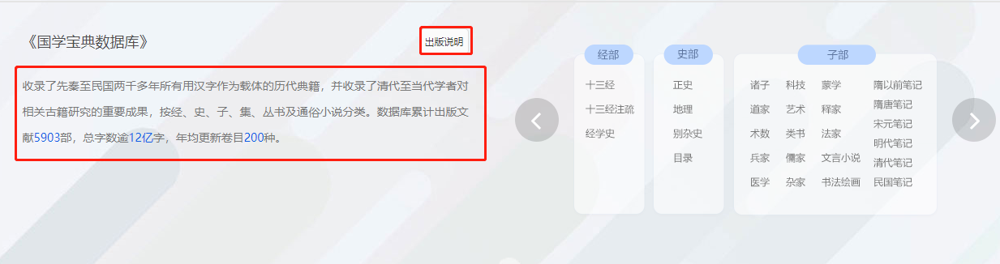 《国学宝典数据库》
出版说明
收录了先秦至民国两千多年所有用汉字作为载体的历代典籍，并收录了清代至当代学者对
相关古籍研究的重要成果，按经、史、子、集、丛书及通俗小说分类。数据库累计出版文
献5903部，总字数逾12亿字，年均更新卷目200种。
经部
十三经
十三经注疏
经学史
史部
正史
地理
别杂史
目录
子部
诸子
道家
术数
兵家
医学
科技
艺术
类书
儒家
杂家
蒙学
释家
法家
文言小说
书法绘画
隋以前笔记
隋唐笔记
宋元笔记
明代笔记
清代笔记
民国笔记